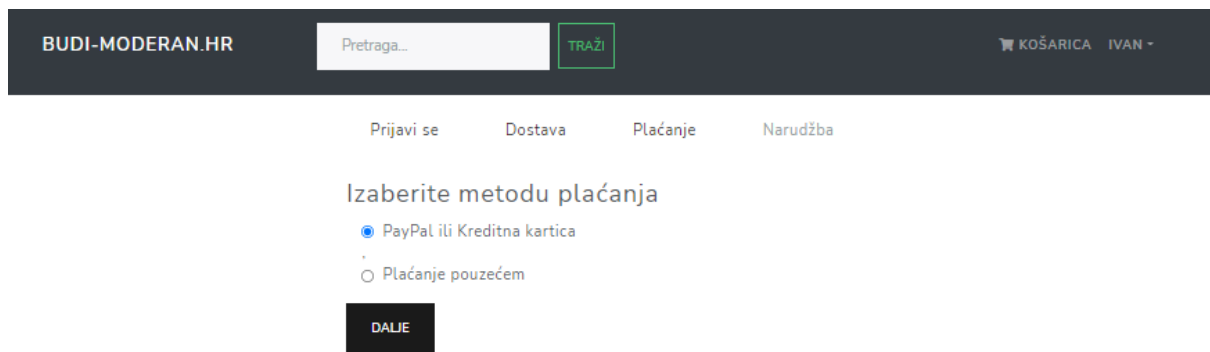 BUDI-MODERAN.HR Pretraga... TRAŽI KOŠARICA IVAN
Prijavi se Dostava Plaćanje Narudžba
Izaberite metodu plaćanja
PayPal ili Kreditna kartica
Plaćanje pouzećem
DALJE